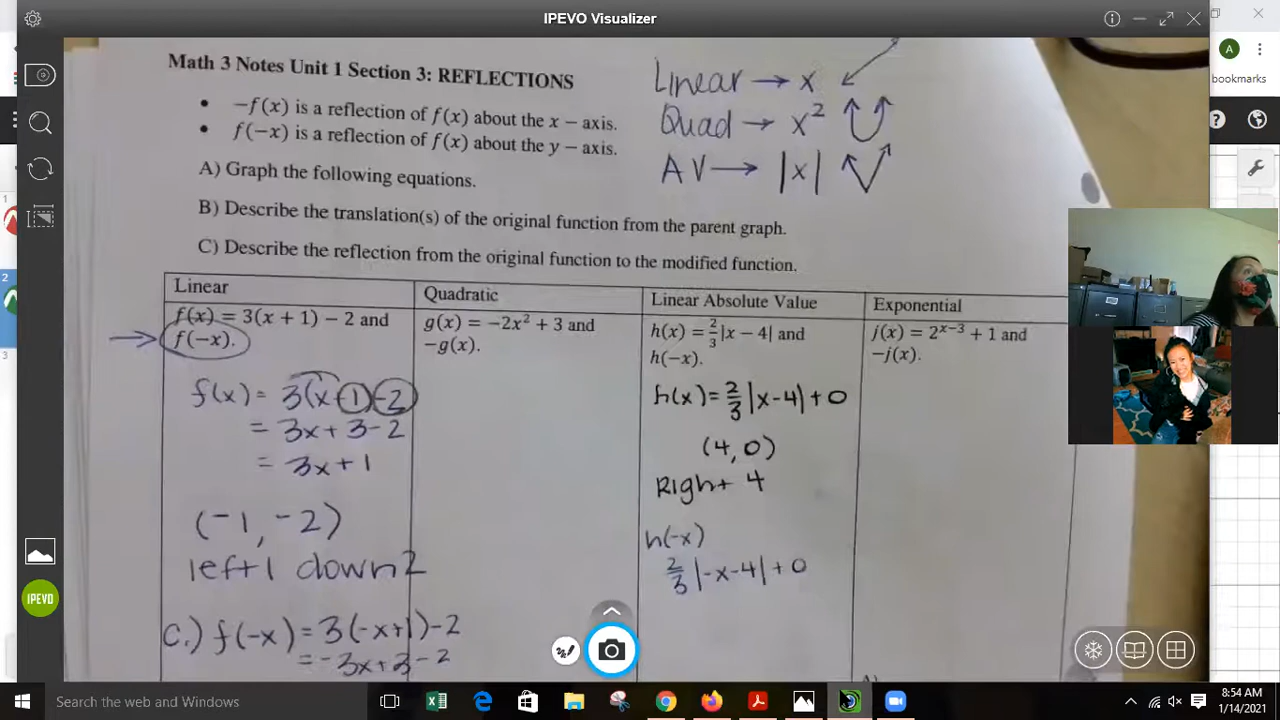 IPEVO Visualizer
A
bookmarks
Math 3 Notes Unit 1 Section 3: REFLECTIONS
• −f(x) is a reflection of f(x) about the x − axis.
• f(−x) is a reflection of f(x) about the y − axis.
A) Graph the following equations.
B) Describe the translation(s) of the original function from the parent graph.
C) Describe the reflection from the original function to the modified function.
Linear → x
Quad → x²
AV → |x|
Linear
f(x) = 3(x + 1) − 2 and
f(−x).
f(x) = 3(x+1)-2
= 3x+3-2
= 3x+1
(-1, -2)
left 1 down 2
c.) f(-x) = 3(-x+1)-2
= -3x+3-2
Quadratic
g(x) = −2x² + 3 and
−g(x).
Linear Absolute Value
h(x) = 2/3|x − 4| and
h(−x).
h(x) = 2/3|x-4|+0
(4,0)
Right 4
h(-x)
2/3|-x-4|+0
Exponential
j(x) = 2^(x−3) + 1 and
−j(x).
1
2
3
IPEVO
Search the web and Windows
8:54 AM
1/14/2021